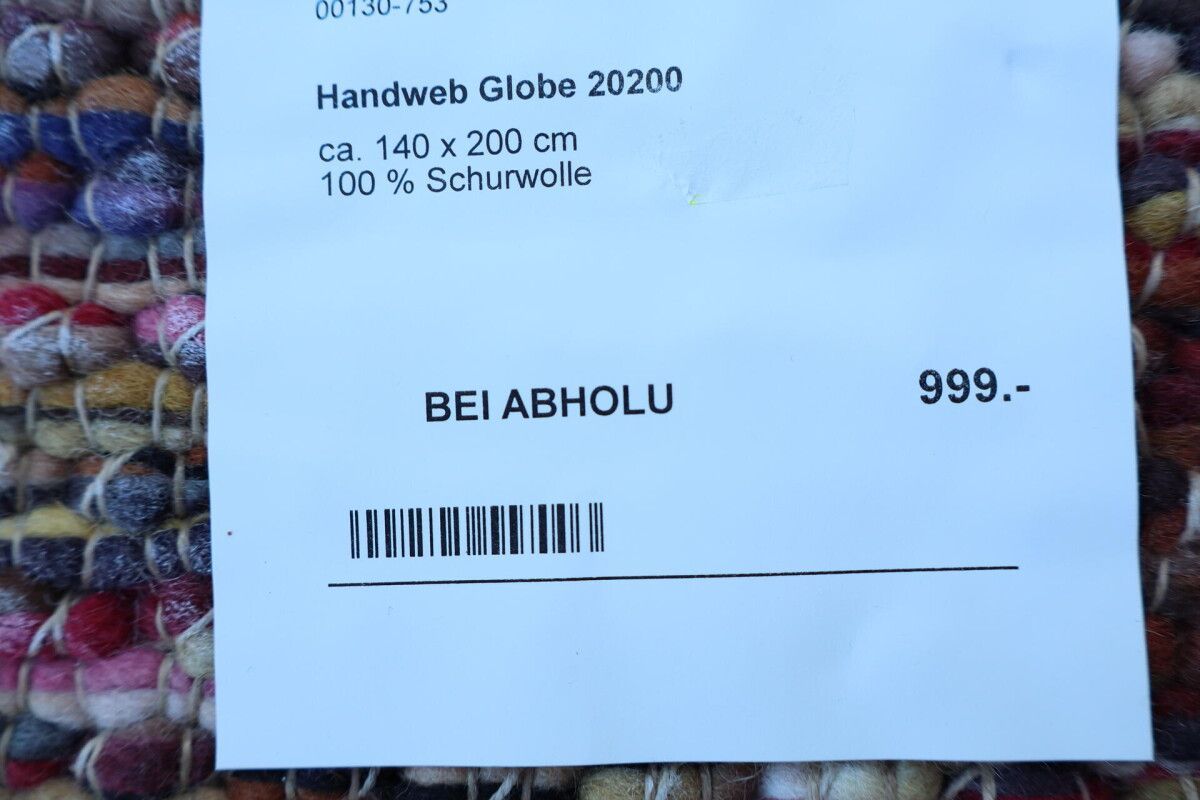 00130-753
Handweb Globe 20200
ca. 140 x 200 cm
100 % Schurwolle
BEI ABHOLU 999.-